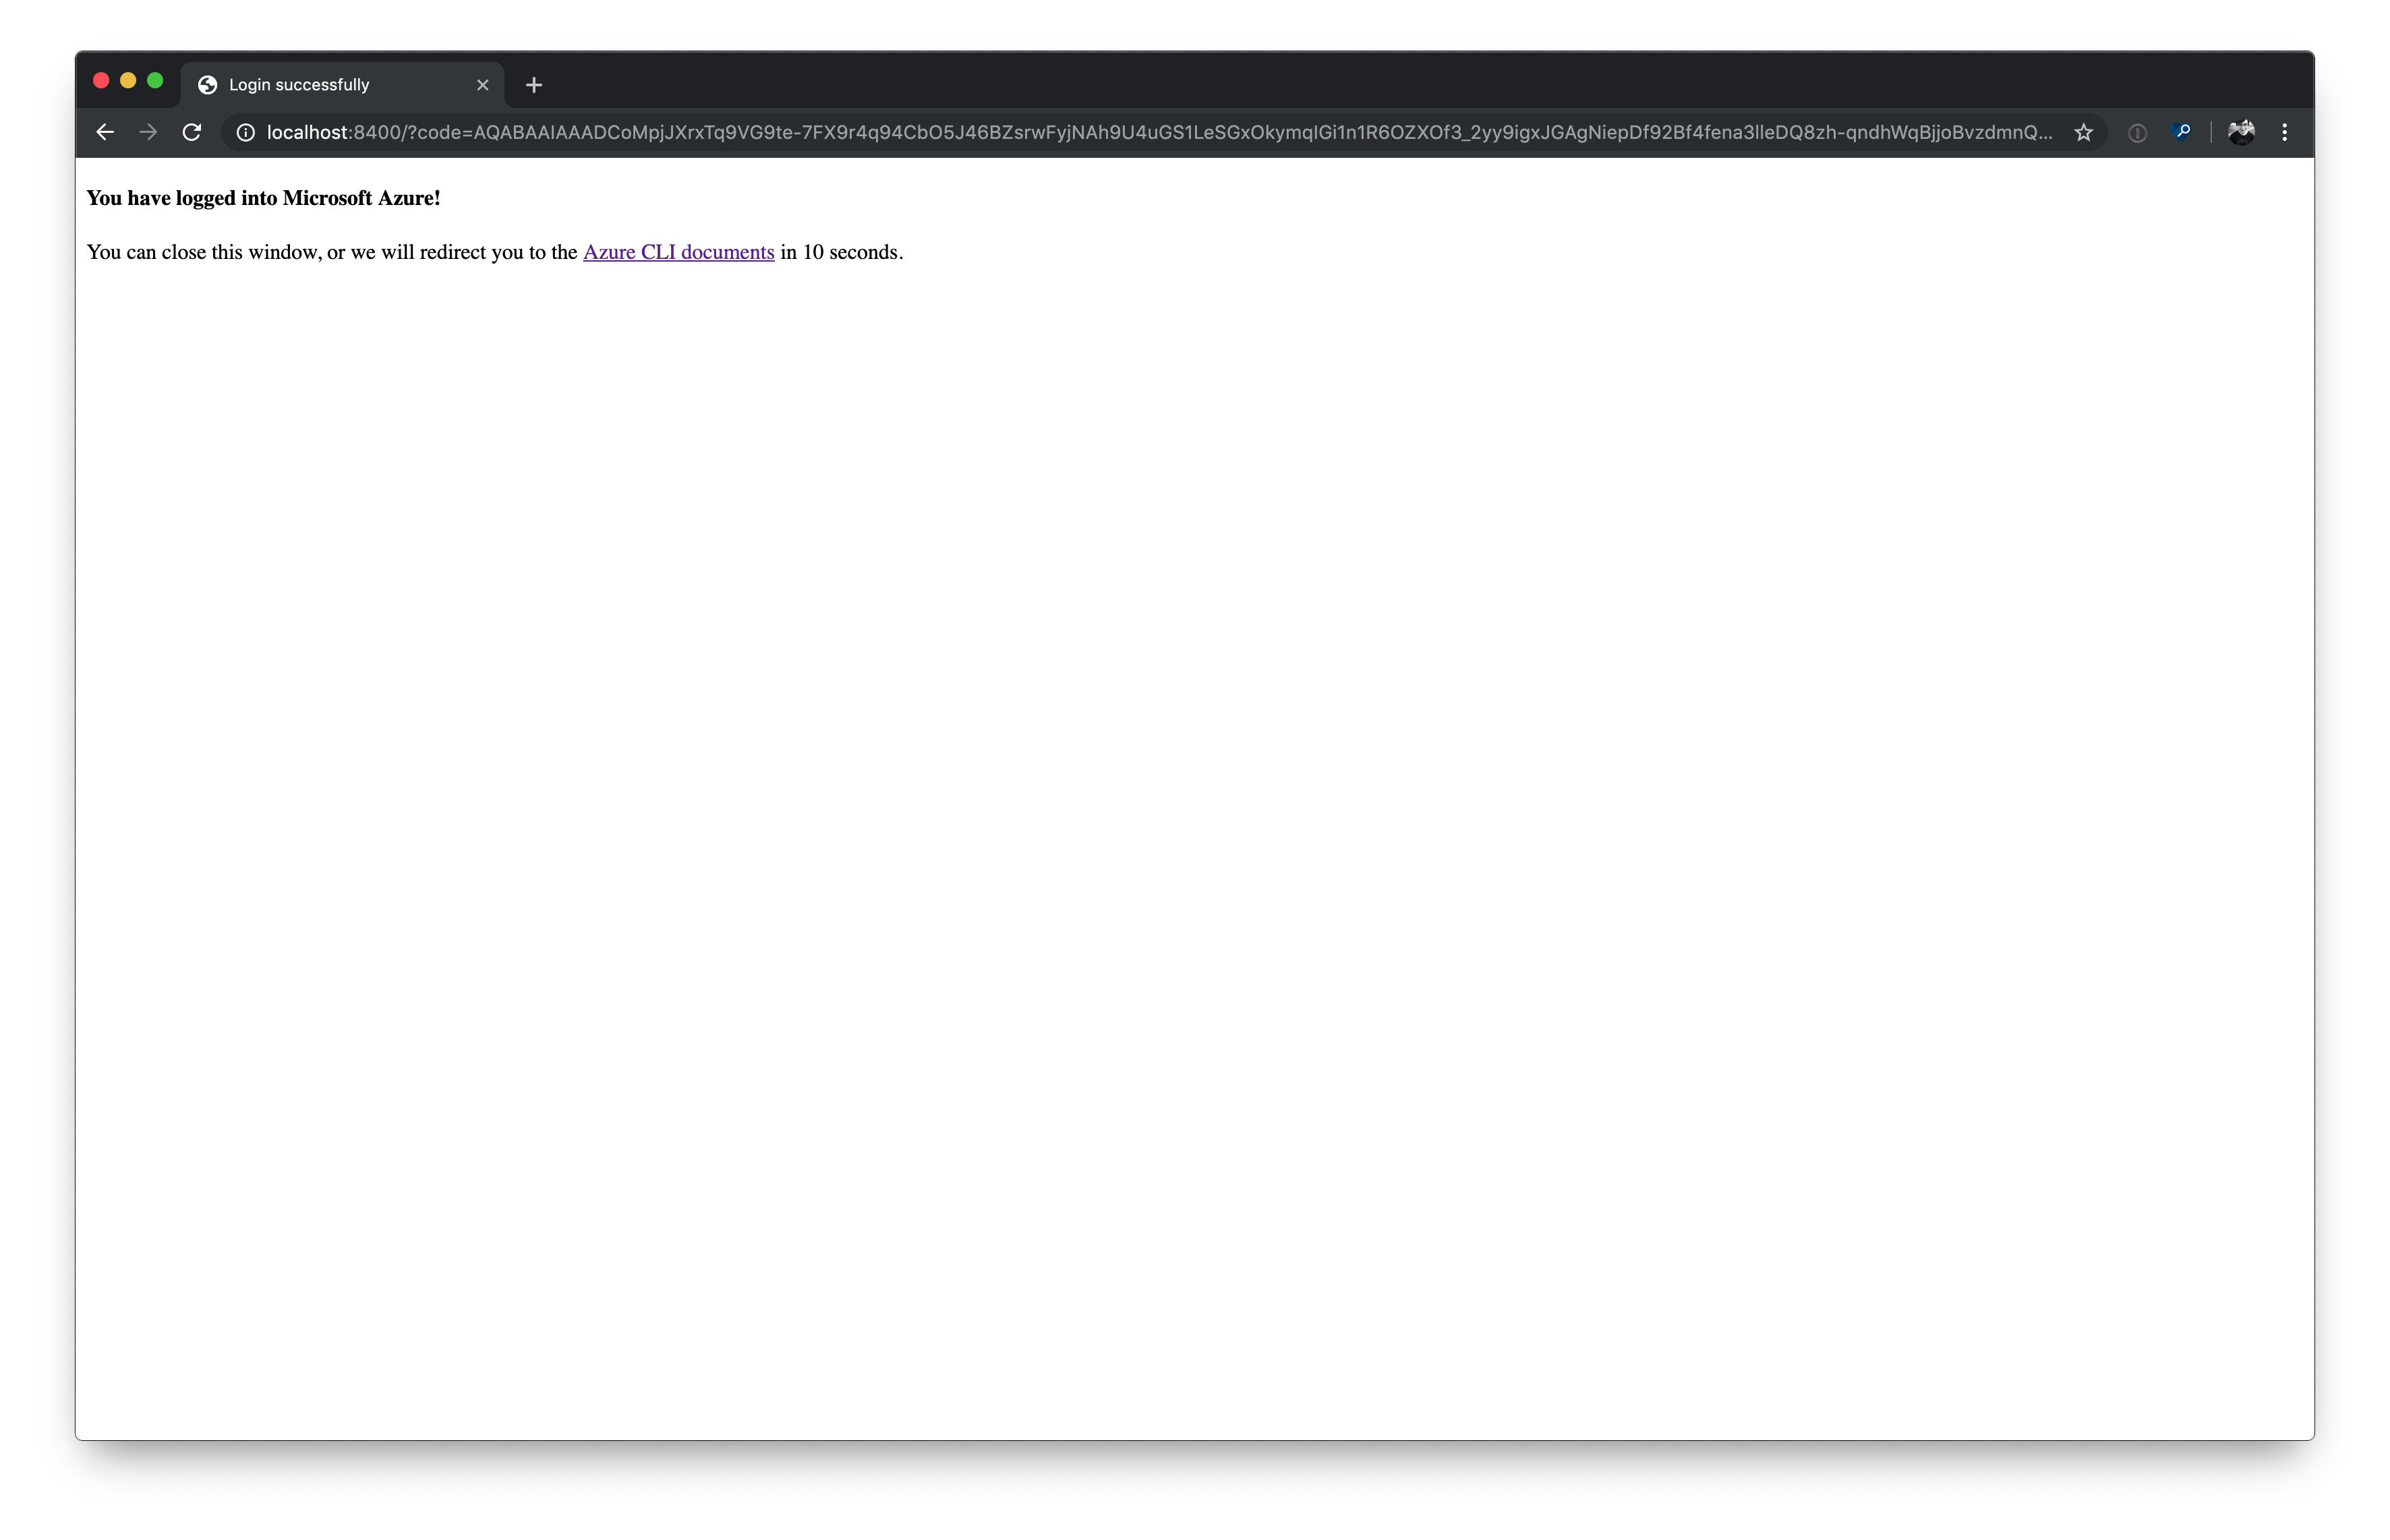 Login successfully
localhost:8400/?code=AQABAAIAAADCoMpjJXrxTq9VG9te-7FX9r4q94CbO5J46BZsrwFyjNAh9U4uGS1LeSGxOkymqIGi1n1R6OZXOf3_2yy9igxJGAgNiepDf92Bf4fena3lleDQ8zh-qndhWqBjjoBvzdmnQ...
You have logged into Microsoft Azure!
You can close this window, or we will redirect you to the Azure CLI documents in 10 seconds.